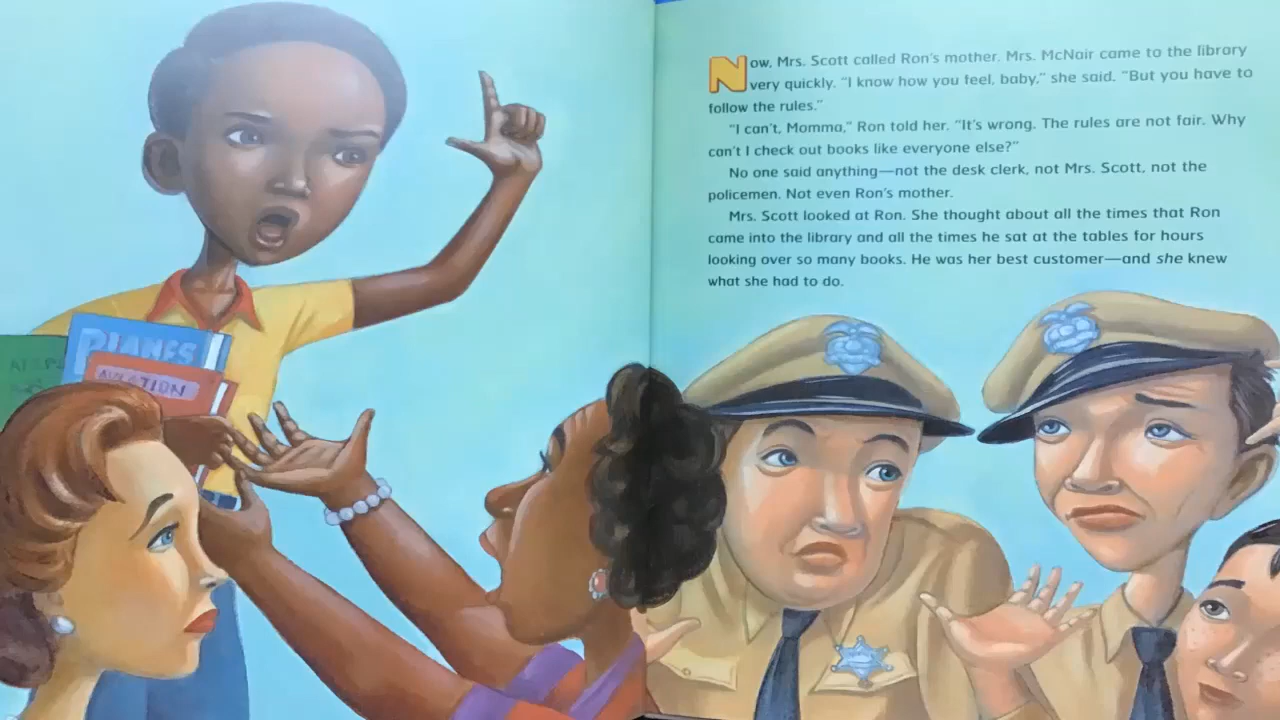 PLANES
AVIATION
Now, Mrs. Scott called Ron's mother. Mrs. McNair came to the library
very quickly. "I know how you feel, baby," she said. "But you have to
follow the rules."
"I can't, Momma," Ron told her. "It's wrong. The rules are not fair. Why
can't I check out books like everyone else?"
No one said anything—not the desk clerk, not Mrs. Scott, not the
policemen. Not even Ron's mother.
Mrs. Scott looked at Ron. She thought about all the times that Ron
came into the library and all the times he sat at the tables for hours
looking over so many books. He was her best customer—and she knew
what she had to do.